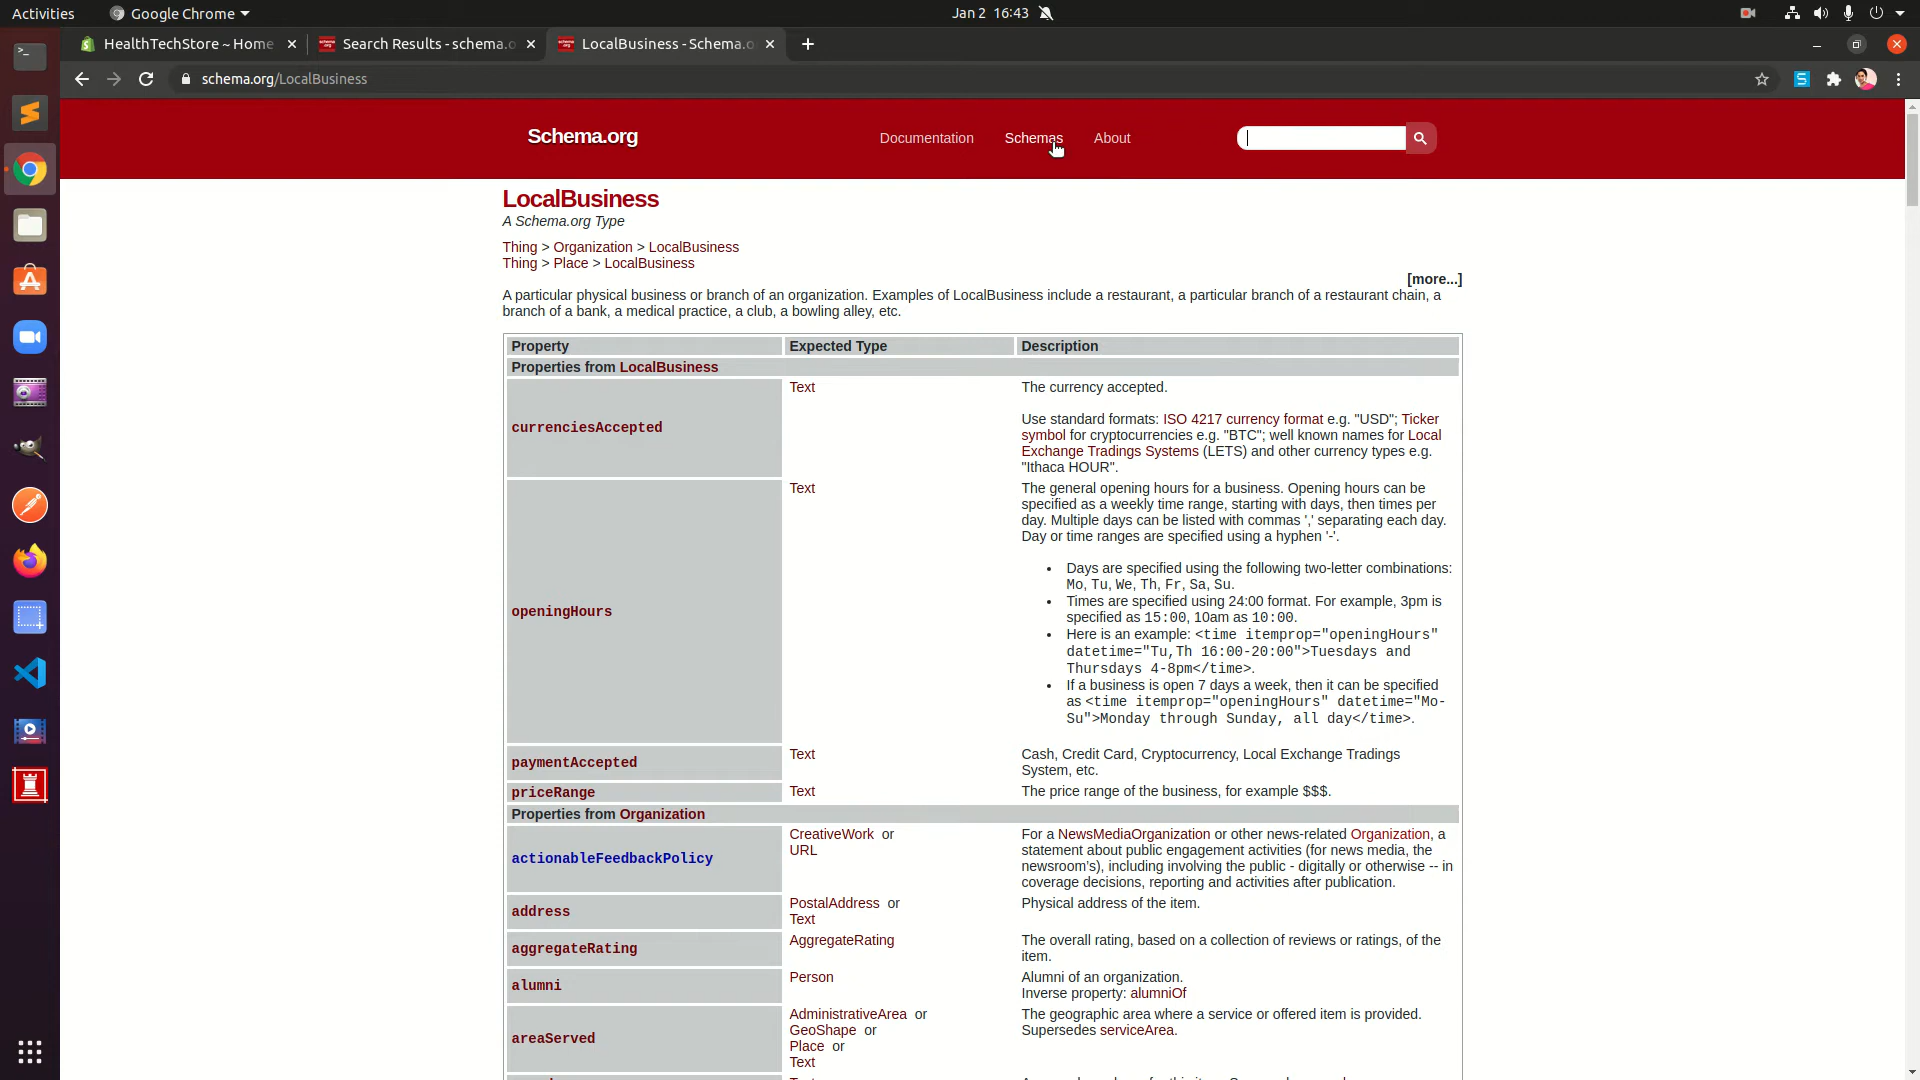 Activities
Google Chrome
Jan 2 16:43
HealthTechStore ~ Home
Search Results - schema.o
LocalBusiness - Schema.o
schema.org/LocalBusiness
Schema.org
Documentation
Schemas
About
LocalBusiness
A Schema.org Type
Thing > Organization > LocalBusiness
Thing > Place > LocalBusiness
[more...]
A particular physical business or branch of an organization. Examples of LocalBusiness include a restaurant, a particular branch of a restaurant chain, a
branch of a bank, a medical practice, a club, a bowling alley, etc.
Property Expected Type Description
Properties from LocalBusiness
currenciesAccepted
Text
The currency accepted.
Use standard formats: ISO 4217 currency format e.g. "USD"; Ticker
symbol for cryptocurrencies e.g. "BTC"; well known names for Local
Exchange Tradings Systems (LETS) and other currency types e.g.
"Ithaca HOUR".
openingHours
Text
The general opening hours for a business. Opening hours can be
specified as a weekly time range, starting with days, then times per
day. Multiple days can be listed with commas ',' separating each day.
Day or time ranges are specified using a hyphen '-'.
• Days are specified using the following two-letter combinations:
Mo, Tu, We, Th, Fr, Sa, Su.
• Times are specified using 24:00 format. For example, 3pm is
specified as 15:00, 10am as 10:00.
• Here is an example: <time itemprop="openingHours"
datetime="Tu,Th 16:00-20:00">Tuesdays and
Thursdays 4-8pm</time>.
• If a business is open 7 days a week, then it can be specified
as <time itemprop="openingHours" datetime="Mo-
Su">Monday through Sunday, all day</time>.
paymentAccepted
Text
Cash, Credit Card, Cryptocurrency, Local Exchange Tradings
System, etc.
priceRange
Text
The price range of the business, for example $$$.
Properties from Organization
actionableFeedbackPolicy
CreativeWork or
URL
For a NewsMediaOrganization or other news-related Organization, a
statement about public engagement activities (for news media, the
newsroom's), including involving the public - digitally or otherwise -- in
coverage decisions, reporting and activities after publication.
address
PostalAddress or
Text
Physical address of the item.
aggregateRating
AggregateRating
The overall rating, based on a collection of reviews or ratings, of the
item.
alumni
Person
Alumni of an organization.
Inverse property: alumniOf
areaServed
AdministrativeArea or
GeoShape or
Place or
Text
The geographic area where a service or offered item is provided.
Supersedes serviceArea.